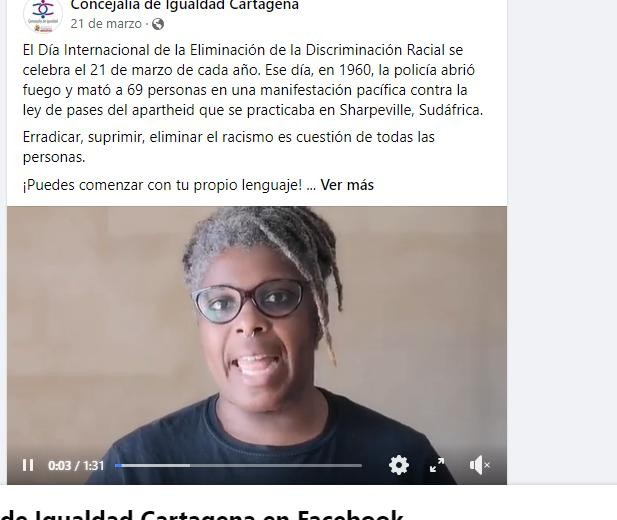 Concejalía de Igualdad Cartagena
21 de marzo ·
El Día Internacional de la Eliminación de la Discriminación Racial se
celebra el 21 de marzo de cada año. Ese día, en 1960, la policía abrió
fuego y mató a 69 personas en una manifestación pacífica contra la
ley de pases del apartheid que se practicaba en Sharpeville, Sudáfrica.
Erradicar, suprimir, eliminar el racismo es cuestión de todas las
personas.
¡Puedes comenzar con tu propio lenguaje! ... Ver más
0:03 / 1:31
de Igualdad Cartagena en Facebook